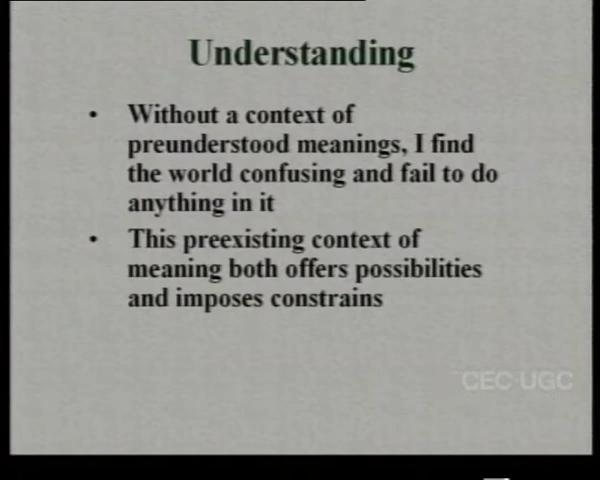 Understanding
• Without a context of
preunderstood meanings, I find
the world confusing and fail to do
anything in it
• This preexisting context of
meaning both offers possibilities
and imposes constrains
CEC-UGC